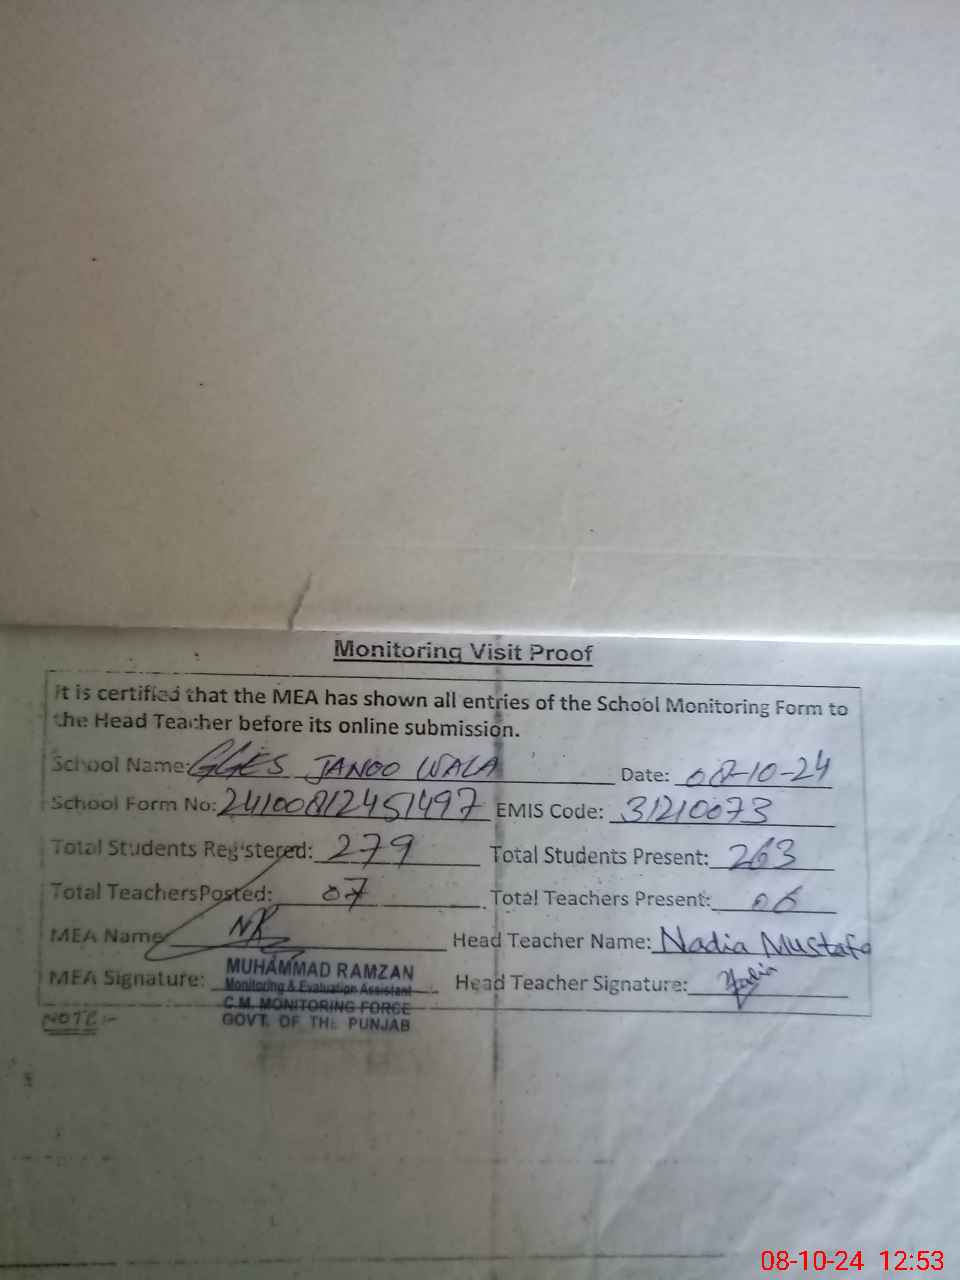 Monitoring Visit Proof
It is certified that the MEA has shown all entries of the School Monitoring Form to
the Head Teacher before its online submission.
School Name: GGES JANOO WALA Date: 08-10-24
School Form No: 24100812451497 EMIS Code: 31210073
Total Students Registered: 279 Total Students Present: 263
Total Teachers Posted: 07 Total Teachers Present: 06
MEA Name Head Teacher Name: Nadia Mustafa
MEA Signature: MUHAMMAD RAMZAN Head Teacher Signature:
Monitoring & Evaluation Assistant
C.M. MONITORING FORCE
GOVT. OF THE PUNJAB
NOTE:-
08-10-24 12:53